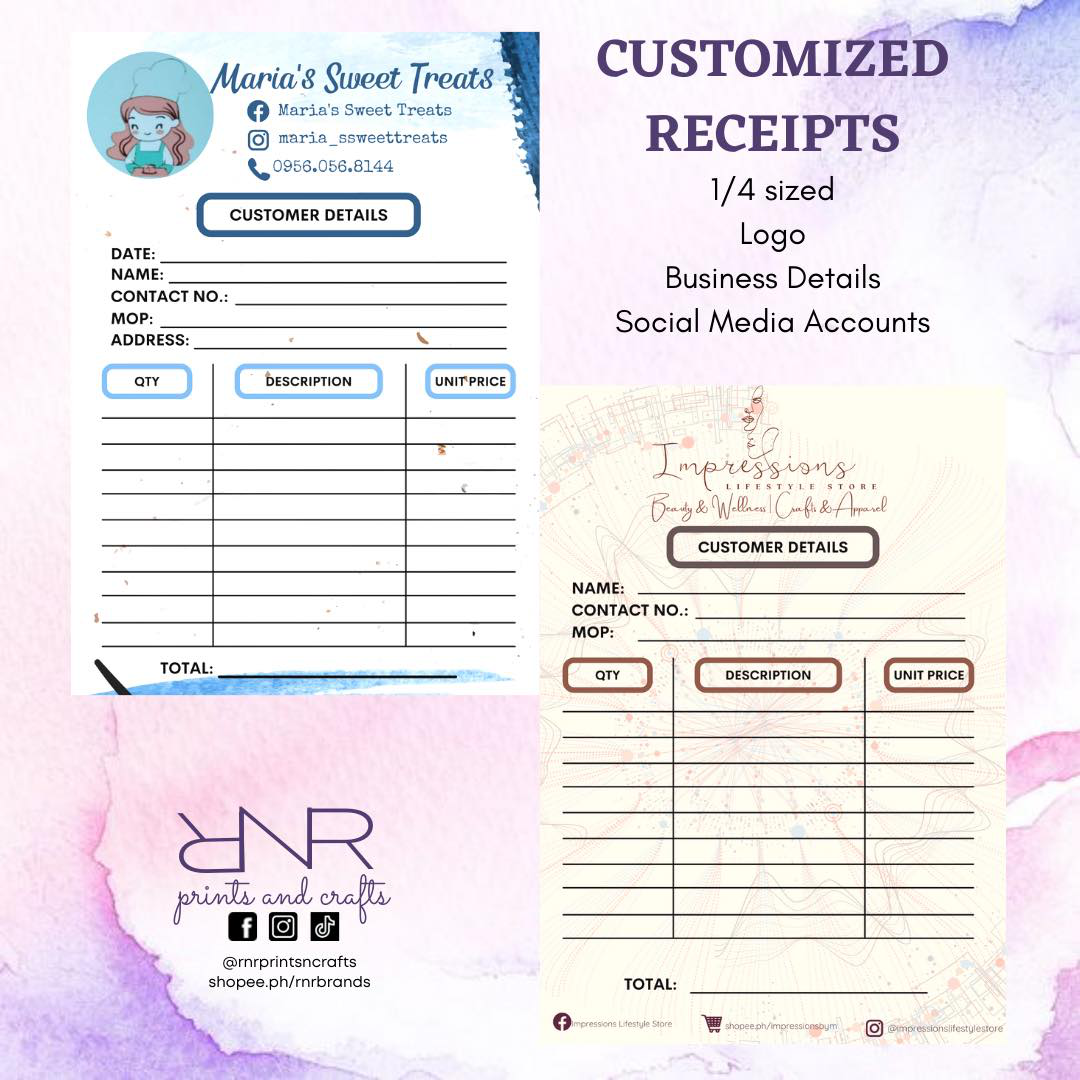 Maria's Sweet Treats
Maria's Sweet Treats
maria_ssweettreats
0956.056.8144
CUSTOMER DETAILS
DATE:
NAME:
CONTACT NO.:
MOP:
ADDRESS:
QTY DESCRIPTION UNIT PRICE
TOTAL:
CUSTOMIZED
RECEIPTS
1/4 sized
Logo
Business Details
Social Media Accounts
Impressions
LIFESTYLE STORE
Beauty & Wellness | Crafts & Apparel
CUSTOMER DETAILS
NAME:
CONTACT NO.:
MOP:
QTY DESCRIPTION UNIT PRICE
TOTAL:
Impressions Lifestyle Store shopee.ph/impressionsbym @impressionslifestylestore
RNR
prints and crafts
@rnrprintsncrafts
shopee.ph/rnrbrands